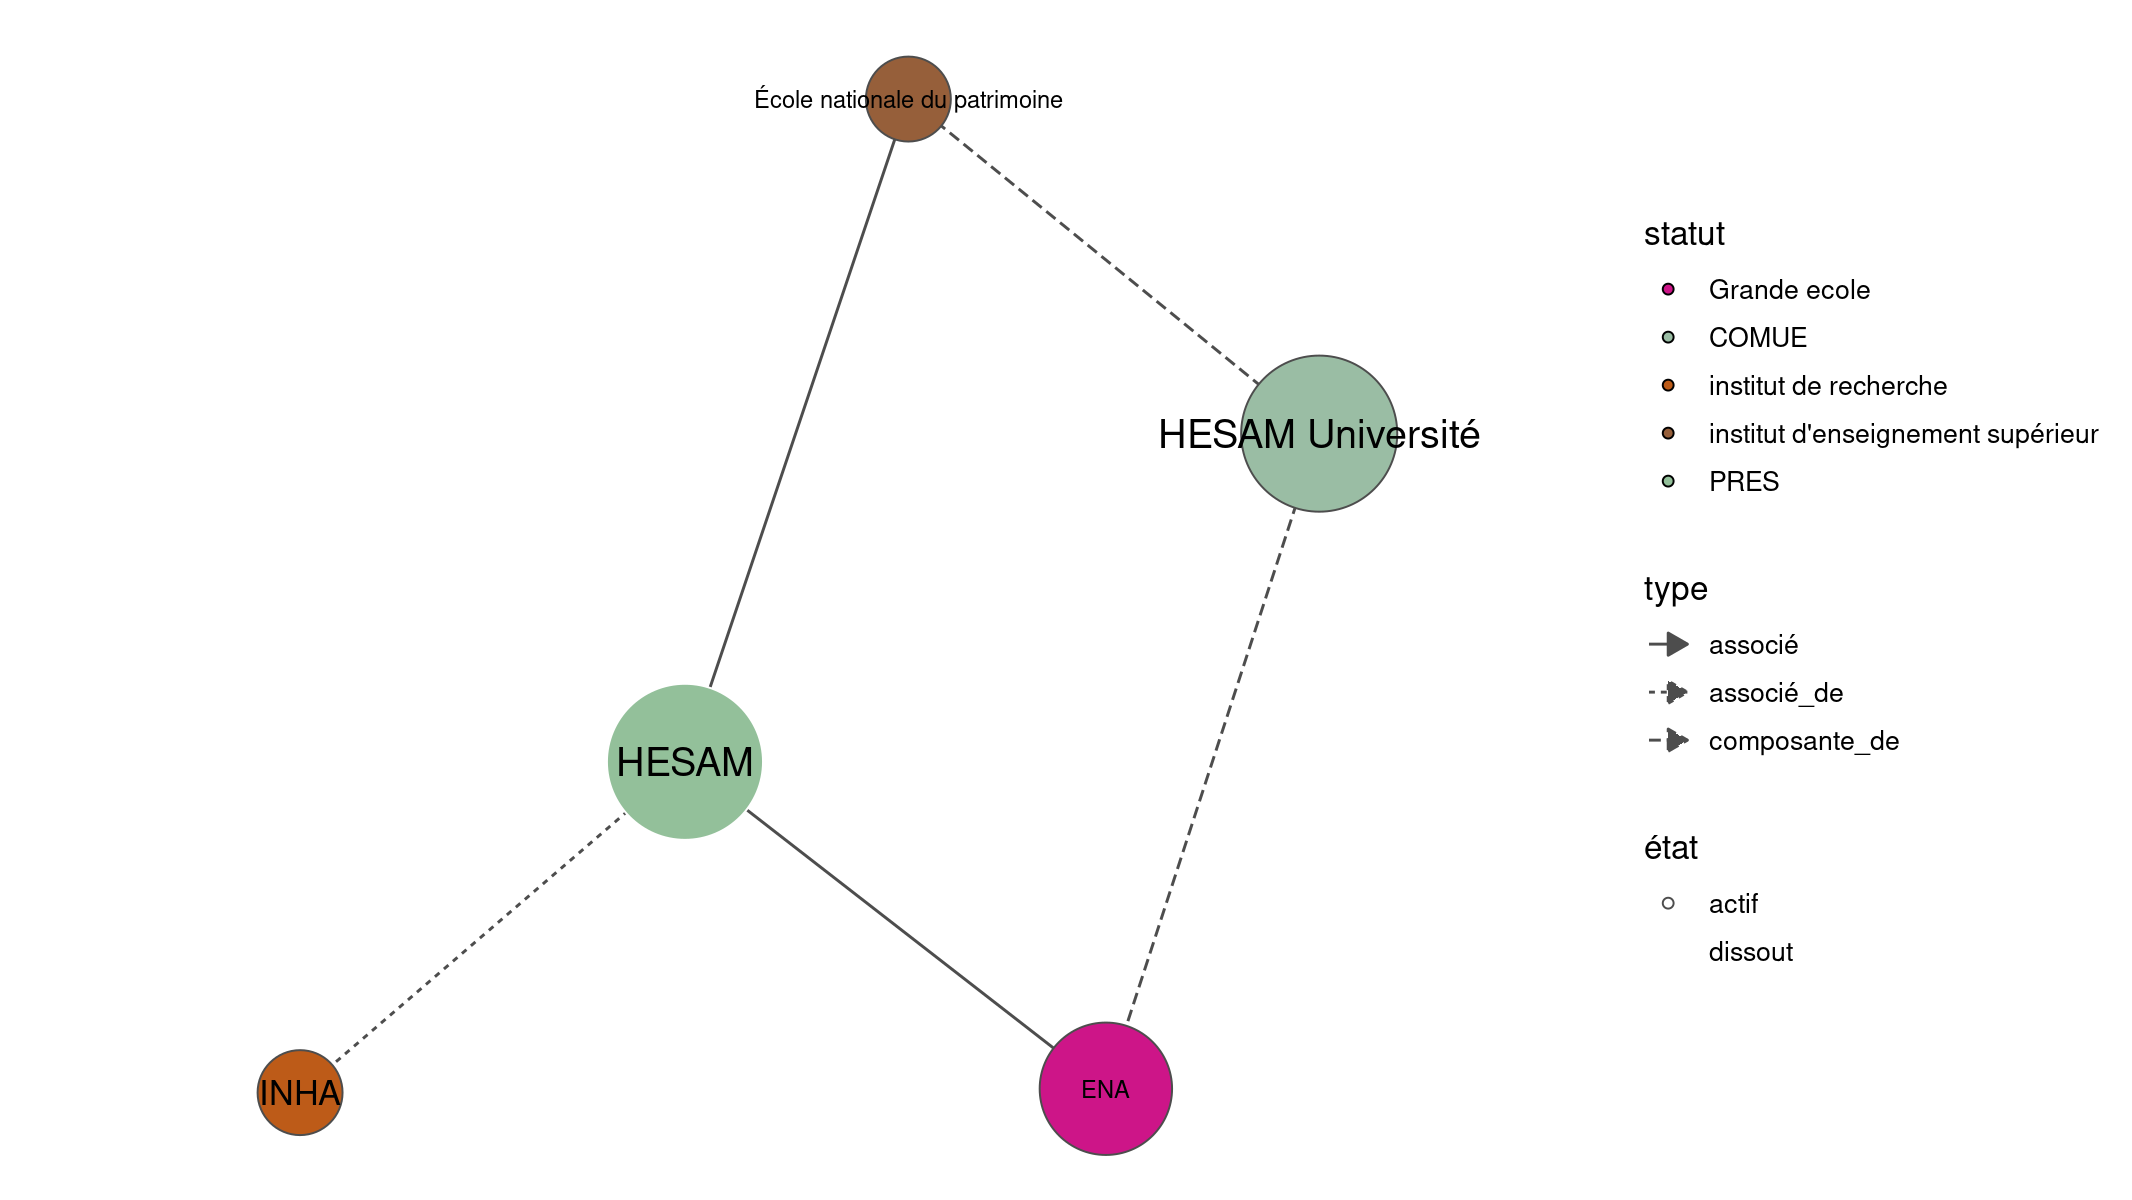 École nationale du patrimoine
HESAM Université
HESAM
INHA
ENA
statut
Grande ecole
COMUE
institut de recherche
institut d'enseignement supérieur
PRES
type
associé
associé_de
composante_de
état
actif
dissout